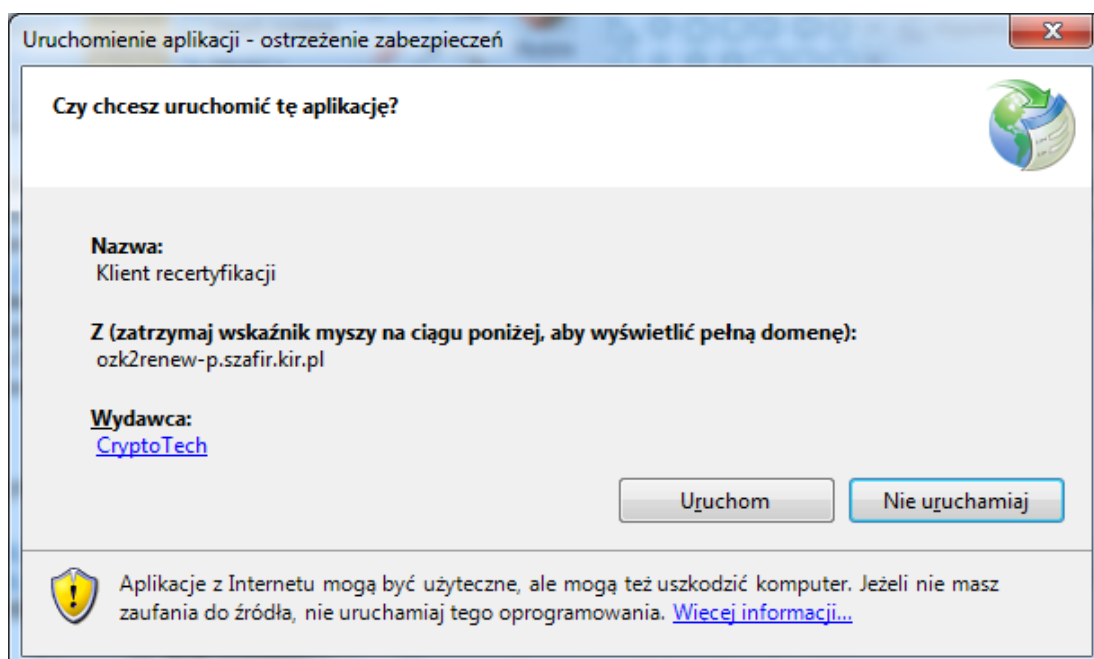 Uruchomienie aplikacji - ostrzeżenie zabezpieczeń
Czy chcesz uruchomić tę aplikację?
Nazwa:
Klient recertyfikacji
Z (zatrzymaj wskaźnik myszy na ciągu poniżej, aby wyświetlić pełną domenę):
ozk2renew-p.szafir.kir.pl
Wydawca:
CryptoTech
Uruchom
Nie uruchamiaj
Aplikacje z Internetu mogą być użyteczne, ale mogą też uszkodzić komputer. Jeżeli nie masz
zaufania do źródła, nie uruchamiaj tego oprogramowania. Więcej informacji...